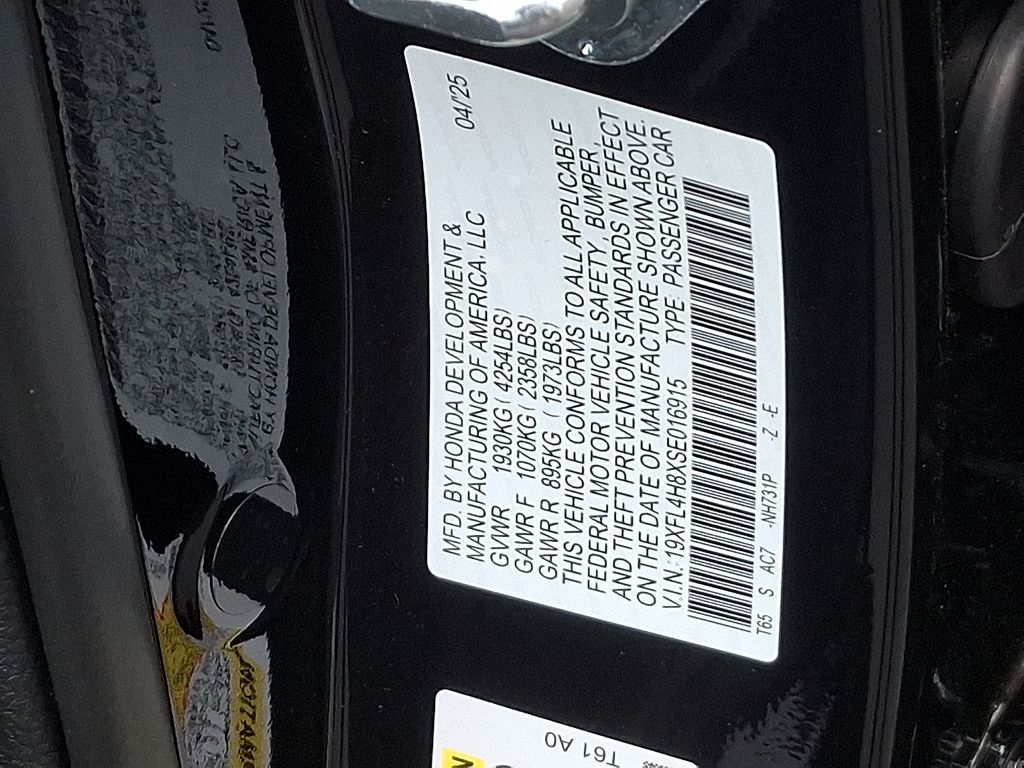 MFD. BY HONDA DEVELOPMENT &
MANUFACTURING OF AMERICA, LLC 04/'25
GVWR 1930KG ( 4254LBS)
GAWR F 1070KG ( 2358LBS)
GAWR R 895KG ( 1973LBS)
THIS VEHICLE CONFORMS TO ALL APPLICABLE
FEDERAL MOTOR VEHICLE SAFETY, BUMPER,
AND THEFT PREVENTION STANDARDS IN EFFECT
ON THE DATE OF MANUFACTURE SHOWN ABOVE.
V.I.N.: 19XFL4H8XSE016915 TYPE: PASSENGER CAR
T65 S AC7 -NH731P -Z -E
T61 A0